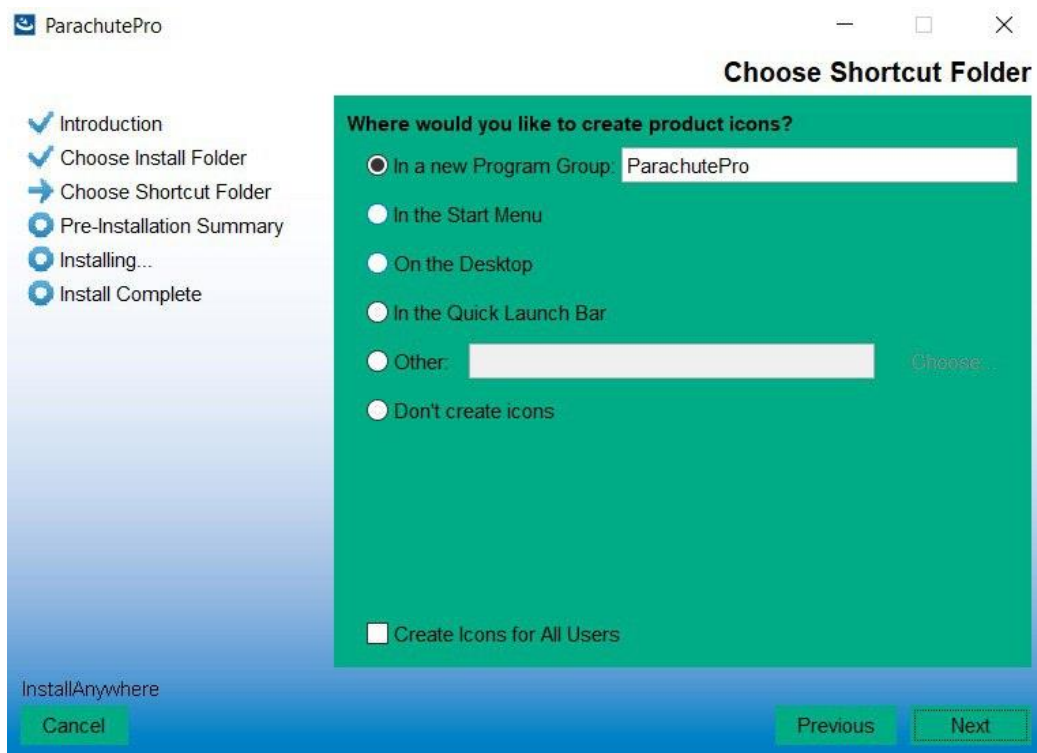 ParachutePro
Choose Shortcut Folder
Introduction
Choose Install Folder
Choose Shortcut Folder
Pre-Installation Summary
Installing...
Install Complete
Where would you like to create product icons?
In a new Program Group: ParachutePro
In the Start Menu
On the Desktop
In the Quick Launch Bar
Other: Choose...
Don't create icons
Create Icons for All Users
InstallAnywhere
Cancel Previous Next